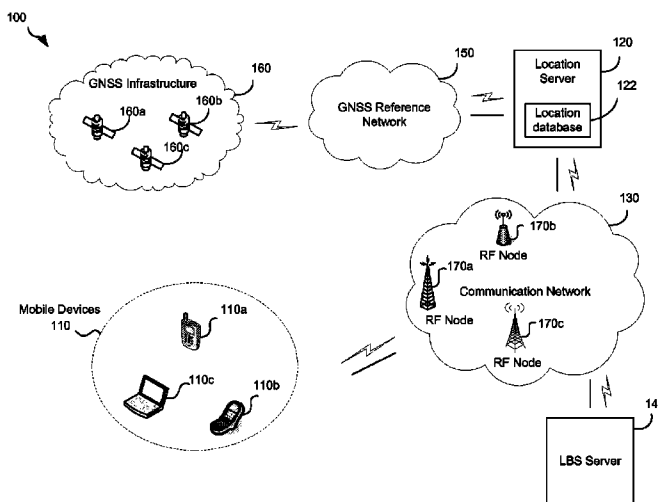 100
GNSS Infrastructure
160
160a
160b
160c
150
GNSS Reference
Network
120
Location
Server
122
Location
database
130
170b
RF Node
170a
Communication Network
RF Node
170c
RF Node
Mobile Devices
110
110a
110c
110b
14
LBS Server